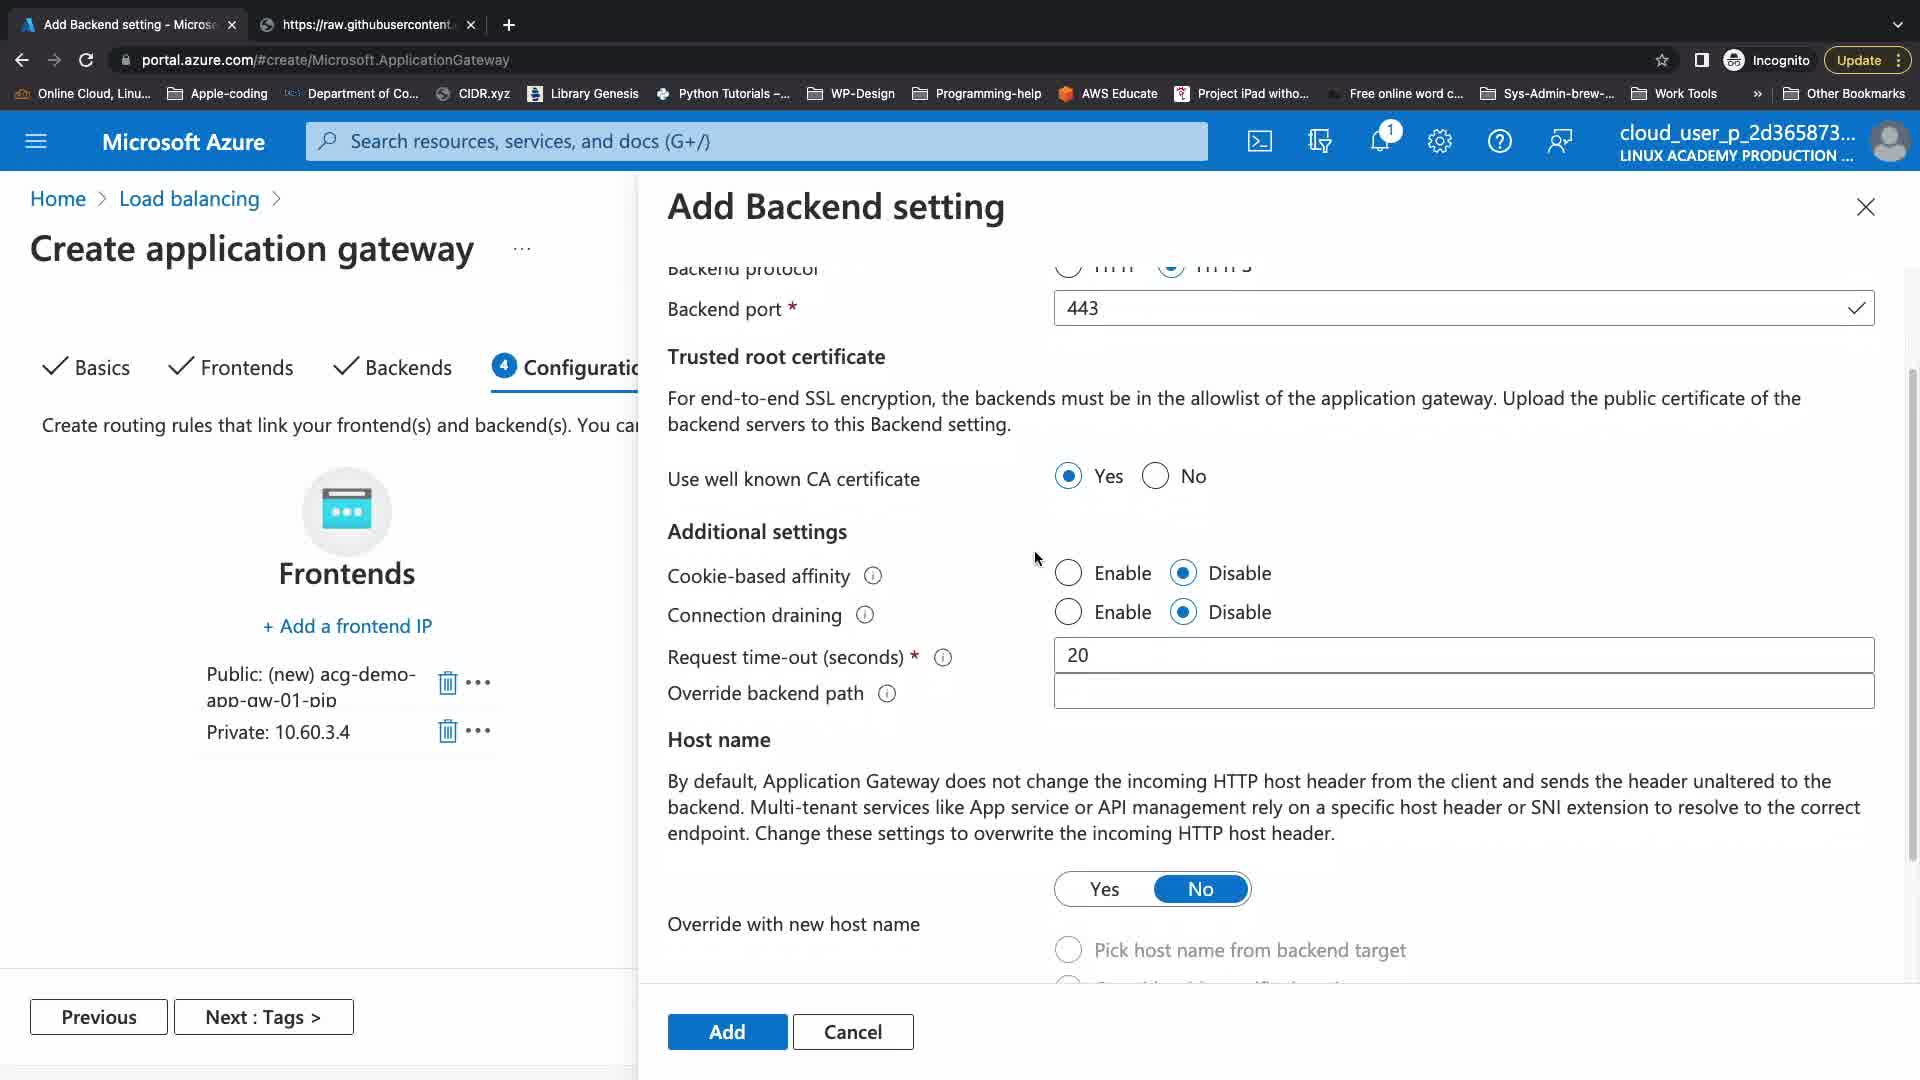 Add Backend setting - Micros
https://raw.githubusercontent.
portal.azure.com/#create/Microsoft.ApplicationGateway
Incognito
Update
Online Cloud, Linu...
Apple-coding
Department of Co...
CIDR.xyz
Library Genesis
Python Tutorials –...
WP-Design
Programming-help
AWS Educate
Project iPad witho...
Free online word c...
Sys-Admin-brew-...
Work Tools
»
Other Bookmarks
Microsoft Azure
Search resources, services, and docs (G+/)
1
cloud_user_p_2d365873...
LINUX ACADEMY PRODUCTION ...
Home > Load balancing >
Create application gateway ...
Basics
Frontends
Backends
4 Configuratio
Create routing rules that link your frontend(s) and backend(s). You ca
Frontends
+ Add a frontend IP
Public: (new) acg-demo-
app-gw-01-pip
Private: 10.60.3.4
Previous
Next : Tags >
Add Backend setting
Backend protocol
HTTP
HTTPS
Backend port *
443
Trusted root certificate
For end-to-end SSL encryption, the backends must be in the allowlist of the application gateway. Upload the public certificate of the
backend servers to this Backend setting.
Use well known CA certificate
Yes
No
Additional settings
Cookie-based affinity
Enable
Disable
Connection draining
Enable
Disable
Request time-out (seconds) *
20
Override backend path
Host name
By default, Application Gateway does not change the incoming HTTP host header from the client and sends the header unaltered to the
backend. Multi-tenant services like App service or API management rely on a specific host header or SNI extension to resolve to the correct
endpoint. Change these settings to overwrite the incoming HTTP host header.
Yes
No
Override with new host name
Pick host name from backend target
Add
Cancel